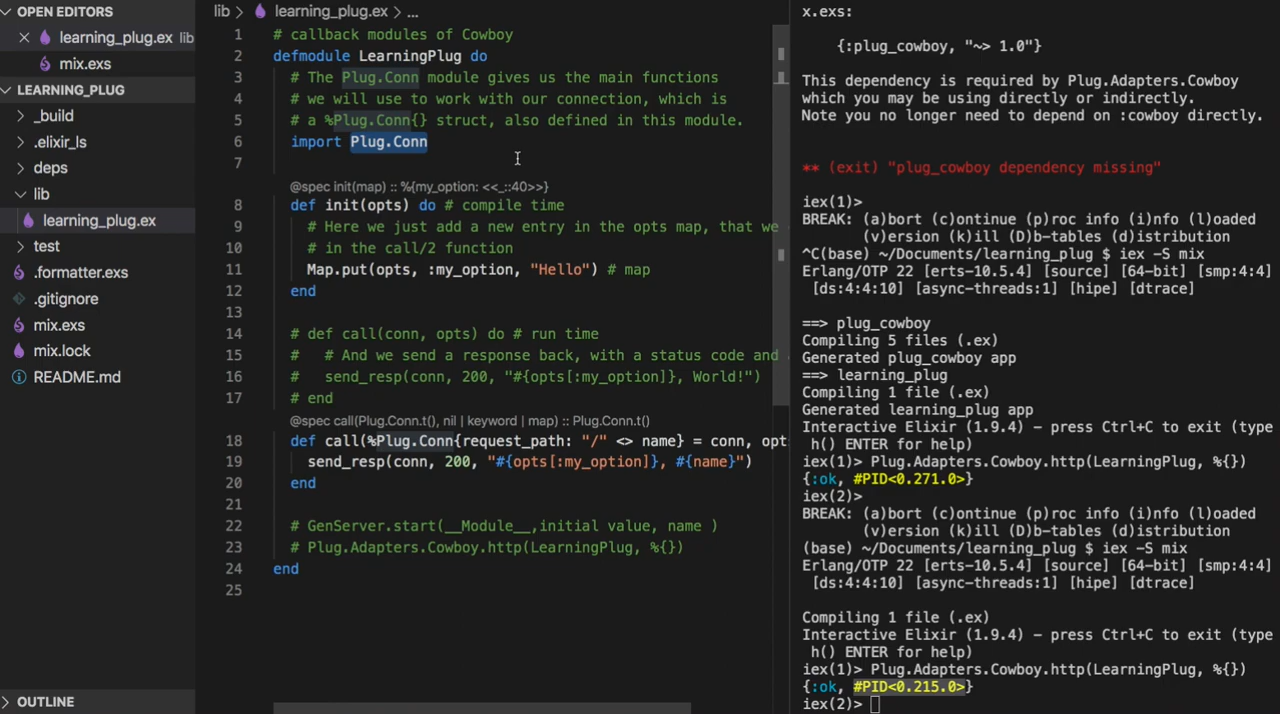 OPEN EDITORS
learning_plug.ex lib
mix.exs
LEARNING_PLUG
_build
.elixir_ls
deps
lib
learning_plug.ex
test
.formatter.exs
.gitignore
mix.exs
mix.lock
README.md
OUTLINE
lib > learning_plug.ex > ...
1 # callback modules of Cowboy
2 defmodule LearningPlug do
3 # The Plug.Conn module gives us the main functions
4 # we will use to work with our connection, which is
5 # a %Plug.Conn{} struct, also defined in this module.
6 import Plug.Conn
7
@spec init(map) :: %{my_option: <<_::40>>}
8 def init(opts) do # compile time
9 # Here we just add a new entry in the opts map, that we
10 # in the call/2 function
11 Map.put(opts, :my_option, "Hello") # map
12 end
13
14 # def call(conn, opts) do # run time
15 # # And we send a response back, with a status code and
16 # send_resp(conn, 200, "#{opts[:my_option]}, World!")
17 # end
@spec call(Plug.Conn.t(), nil | keyword | map) :: Plug.Conn.t()
18 def call(%Plug.Conn{request_path: "/" <> name} = conn, opts
19 send_resp(conn, 200, "#{opts[:my_option]}, #{name}")
20 end
21
22 # GenServer.start(__Module__,initial value, name )
23 # Plug.Adapters.Cowboy.http(LearningPlug, %{})
24 end
25
x.exs:
{:plug_cowboy, "~> 1.0"}
This dependency is required by Plug.Adapters.Cowboy
which you may be using directly or indirectly.
Note you no longer need to depend on :cowboy directly.
** (exit) "plug_cowboy dependency missing"
iex(1)>
BREAK: (a)bort (c)ontinue (p)roc info (i)nfo (l)oaded
(v)ersion (k)ill (D)b-tables (d)istribution
^C(base) ~/Documents/learning_plug $ iex -S mix
Erlang/OTP 22 [erts-10.5.4] [source] [64-bit] [smp:4:4]
[ds:4:4:10] [async-threads:1] [hipe] [dtrace]
==> plug_cowboy
Compiling 5 files (.ex)
Generated plug_cowboy app
==> learning_plug
Compiling 1 file (.ex)
Generated learning_plug app
Interactive Elixir (1.9.4) - press Ctrl+C to exit (type
h() ENTER for help)
iex(1)> Plug.Adapters.Cowboy.http(LearningPlug, %{})
{:ok, #PID<0.271.0>}
iex(2)>
BREAK: (a)bort (c)ontinue (p)roc info (i)nfo (l)oaded
(v)ersion (k)ill (D)b-tables (d)istribution
(base) ~/Documents/learning_plug $ iex -S mix
Erlang/OTP 22 [erts-10.5.4] [source] [64-bit] [smp:4:4]
[ds:4:4:10] [async-threads:1] [hipe] [dtrace]
Compiling 1 file (.ex)
Interactive Elixir (1.9.4) - press Ctrl+C to exit (type
h() ENTER for help)
iex(1)> Plug.Adapters.Cowboy.http(LearningPlug, %{})
{:ok, #PID<0.215.0>}
iex(2)>